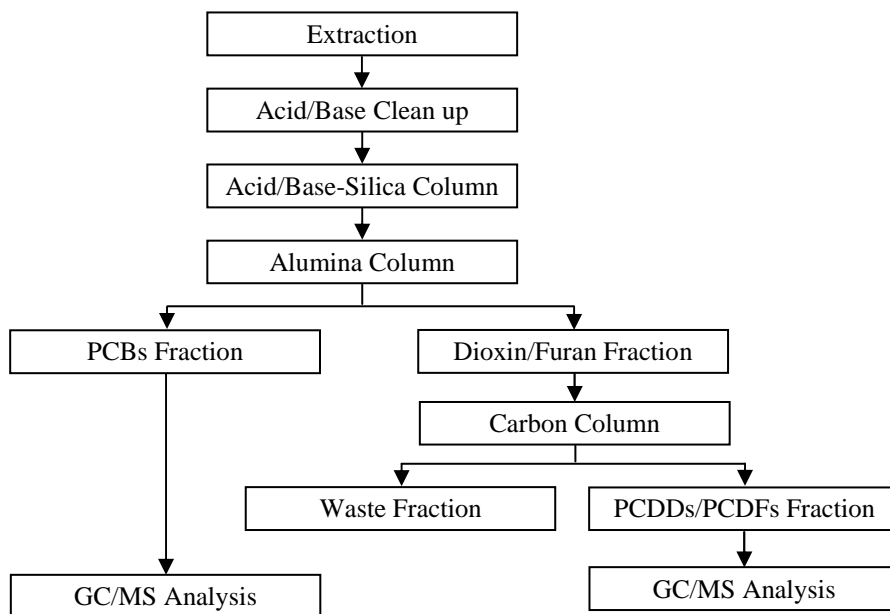 Extraction
Acid/Base Clean up
Acid/Base-Silica Column
Alumina Column
PCBs Fraction
Dioxin/Furan Fraction
Carbon Column
Waste Fraction
PCDDs/PCDFs Fraction
GC/MS Analysis
GC/MS Analysis